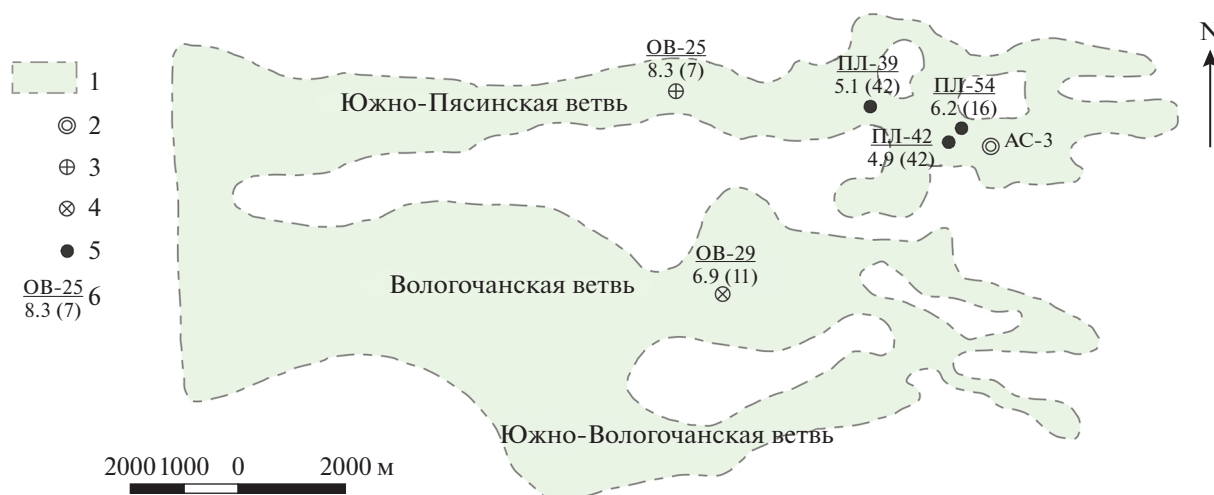 1
2
3
4
5
ОВ-25
8.3 (7)
6
Южно-Пясинская ветвь
ОВ-25
8.3 (7)
ПЛ-39
5.1 (42)
ПЛ-54
6.2 (16)
ПЛ-42
4.9 (42)
АС-3
N
Вологочанская ветвь
ОВ-29
6.9 (11)
Южно-Вологочанская ветвь
2000 1000 0 2000 м